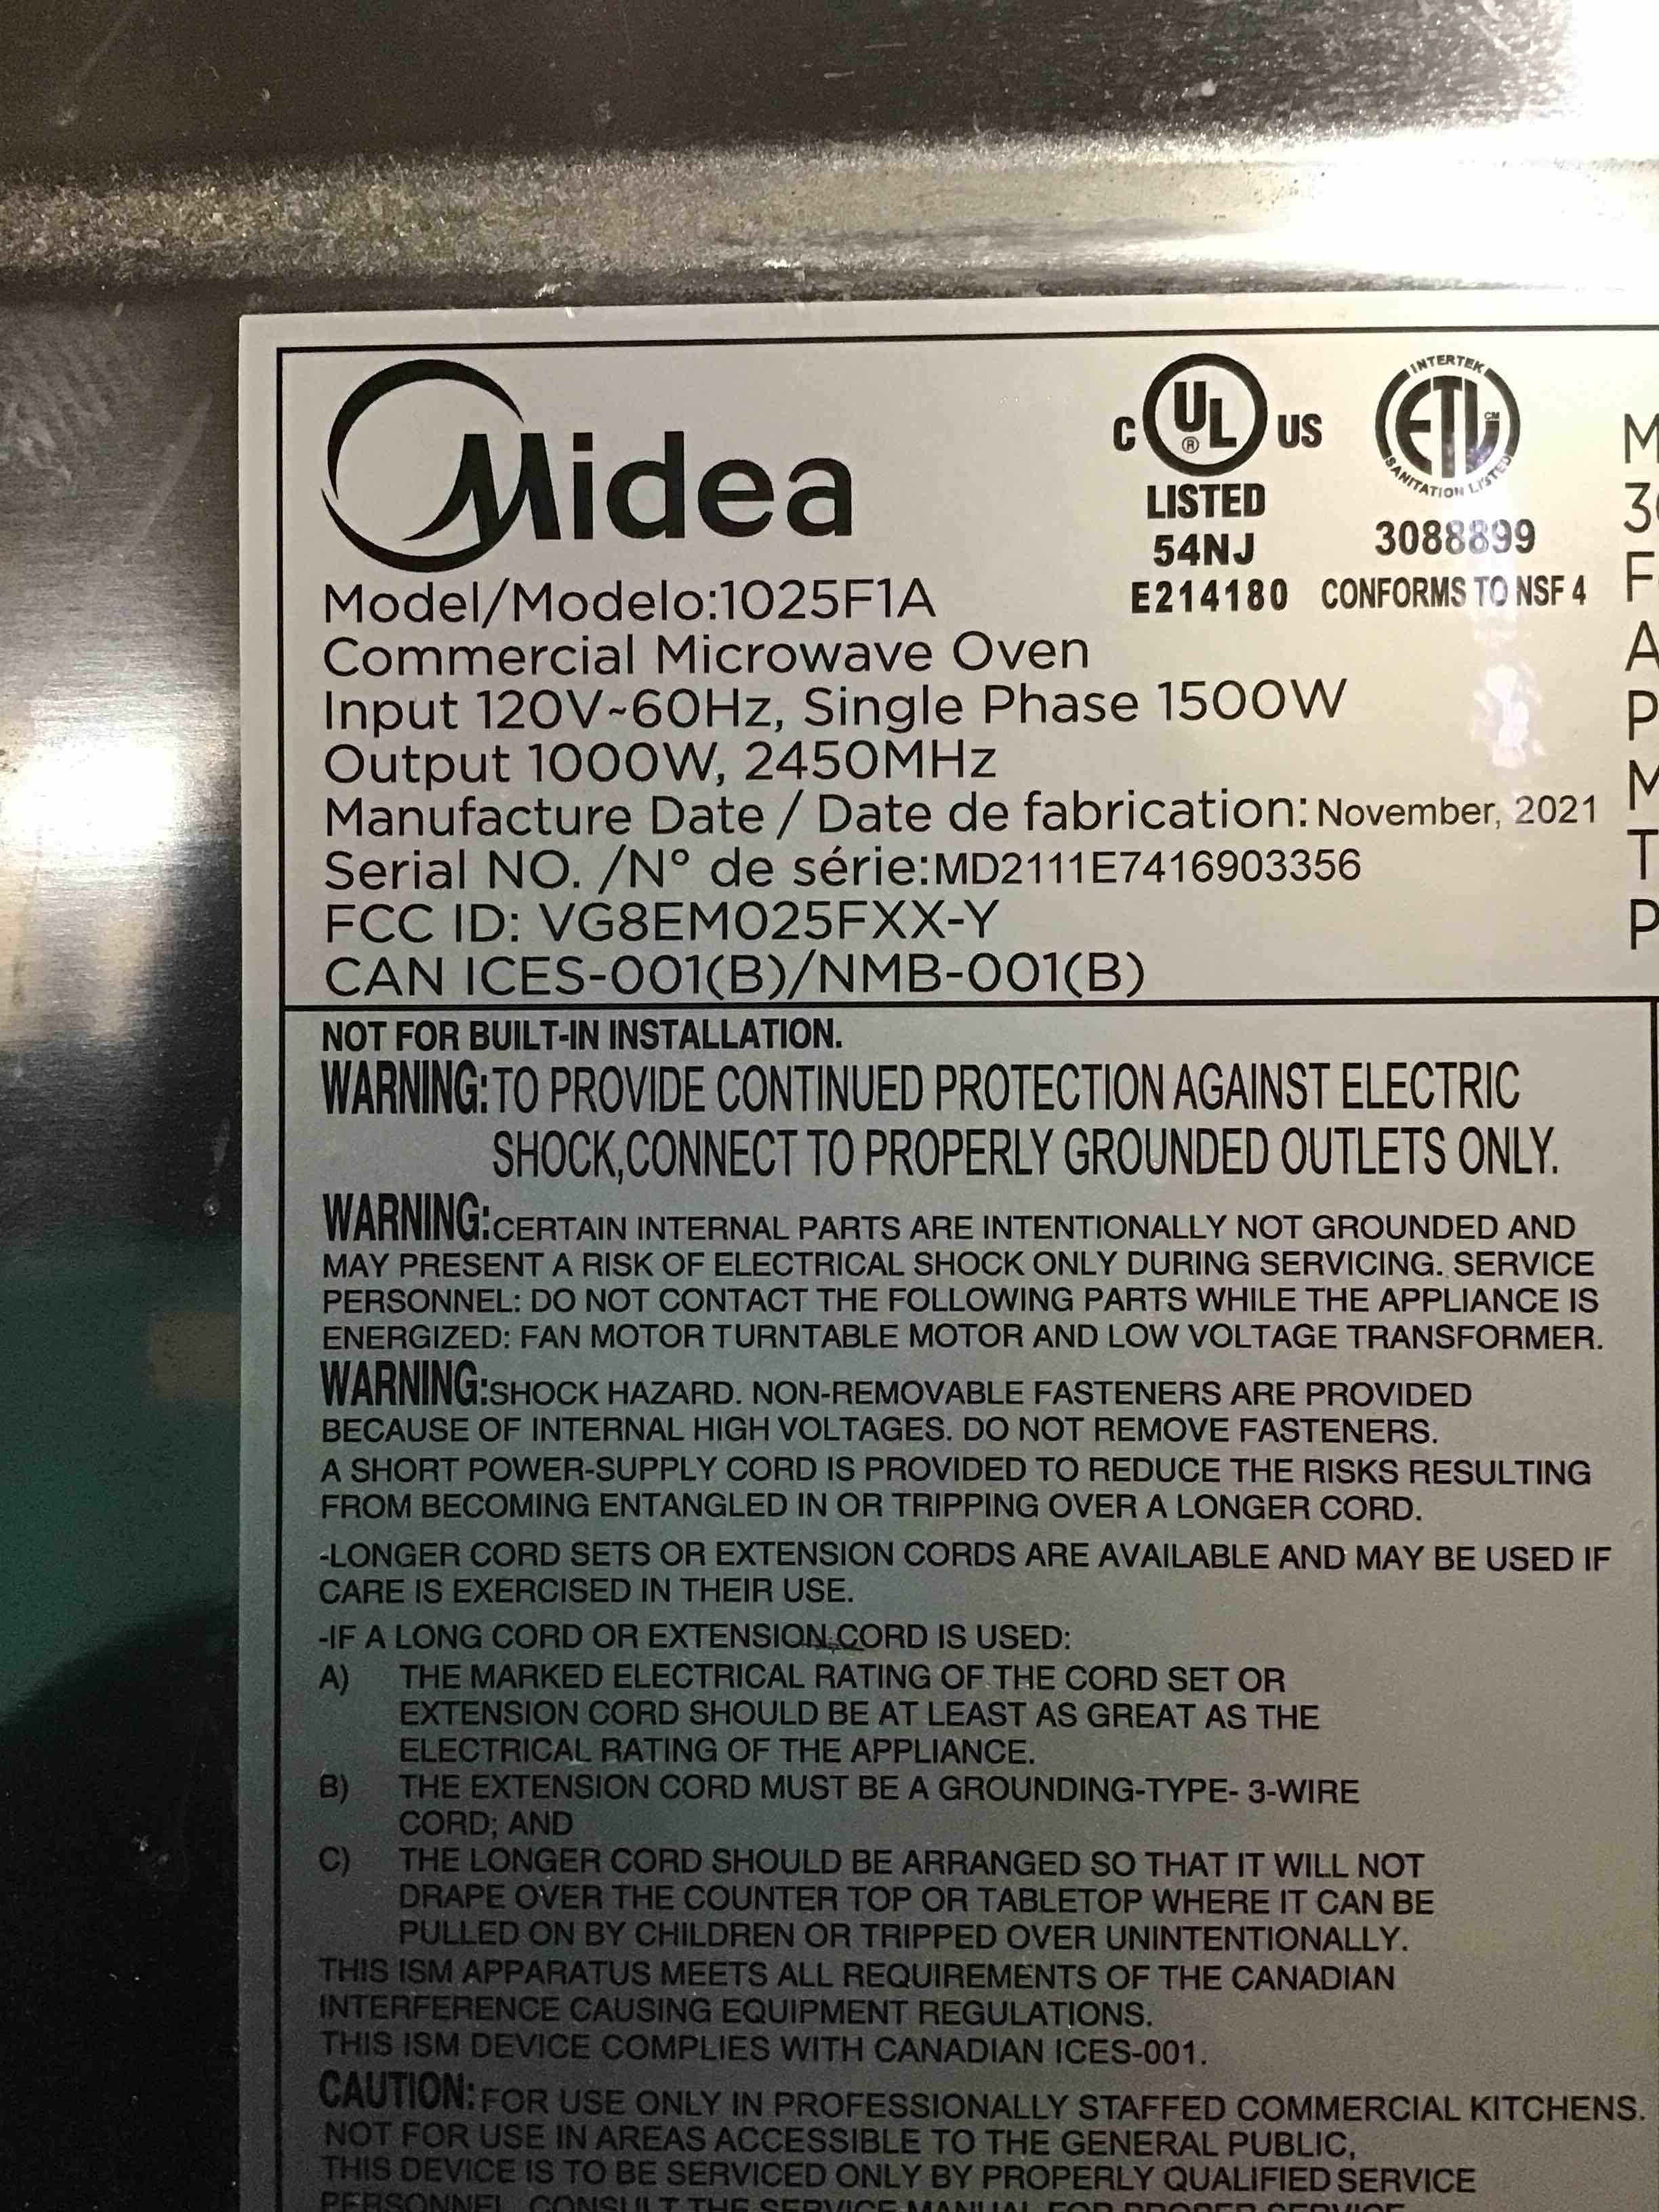 Midea
C UL® US
LISTED
54NJ
E214180
INTERTEK
ETL CM
SANITATION LISTED
3088899
CONFORMS TO NSF 4
Model/Modelo:1025F1A
Commercial Microwave Oven
Input 120V~60Hz, Single Phase 1500W
Output 1000W, 2450MHz
Manufacture Date / Date de fabrication: November, 2021
Serial NO. /N° de série:MD2111E7416903356
FCC ID: VG8EM025FXX-Y
CAN ICES-001(B)/NMB-001(B)
NOT FOR BUILT-IN INSTALLATION.
WARNING:TO PROVIDE CONTINUED PROTECTION AGAINST ELECTRIC
SHOCK,CONNECT TO PROPERLY GROUNDED OUTLETS ONLY.
WARNING:CERTAIN INTERNAL PARTS ARE INTENTIONALLY NOT GROUNDED AND
MAY PRESENT A RISK OF ELECTRICAL SHOCK ONLY DURING SERVICING. SERVICE
PERSONNEL: DO NOT CONTACT THE FOLLOWING PARTS WHILE THE APPLIANCE IS
ENERGIZED: FAN MOTOR TURNTABLE MOTOR AND LOW VOLTAGE TRANSFORMER.
WARNING:SHOCK HAZARD. NON-REMOVABLE FASTENERS ARE PROVIDED
BECAUSE OF INTERNAL HIGH VOLTAGES. DO NOT REMOVE FASTENERS.
A SHORT POWER-SUPPLY CORD IS PROVIDED TO REDUCE THE RISKS RESULTING
FROM BECOMING ENTANGLED IN OR TRIPPING OVER A LONGER CORD.
-LONGER CORD SETS OR EXTENSION CORDS ARE AVAILABLE AND MAY BE USED IF
CARE IS EXERCISED IN THEIR USE.
-IF A LONG CORD OR EXTENSION CORD IS USED:
A) THE MARKED ELECTRICAL RATING OF THE CORD SET OR
EXTENSION CORD SHOULD BE AT LEAST AS GREAT AS THE
ELECTRICAL RATING OF THE APPLIANCE.
B) THE EXTENSION CORD MUST BE A GROUNDING-TYPE- 3-WIRE
CORD; AND
C) THE LONGER CORD SHOULD BE ARRANGED SO THAT IT WILL NOT
DRAPE OVER THE COUNTER TOP OR TABLETOP WHERE IT CAN BE
PULLED ON BY CHILDREN OR TRIPPED OVER UNINTENTIONALLY.
THIS ISM APPARATUS MEETS ALL REQUIREMENTS OF THE CANADIAN
INTERFERENCE CAUSING EQUIPMENT REGULATIONS.
THIS ISM DEVICE COMPLIES WITH CANADIAN ICES-001.
CAUTION:FOR USE ONLY IN PROFESSIONALLY STAFFED COMMERCIAL KITCHENS.
NOT FOR USE IN AREAS ACCESSIBLE TO THE GENERAL PUBLIC,
THIS DEVICE IS TO BE SERVICED ONLY BY PROPERLY QUALIFIED SERVICE
PERSONNEL. CONSULT THE SERVICE MANUAL FOR PROPER SERVICE